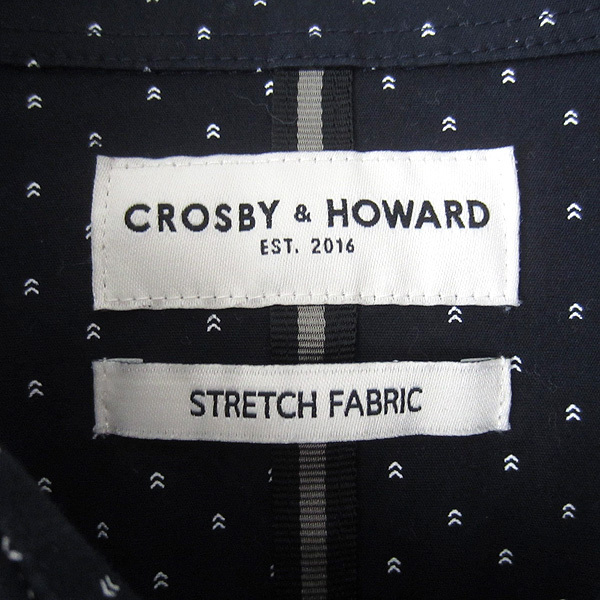 CROSBY & HOWARD
EST. 2016
STRETCH FABRIC